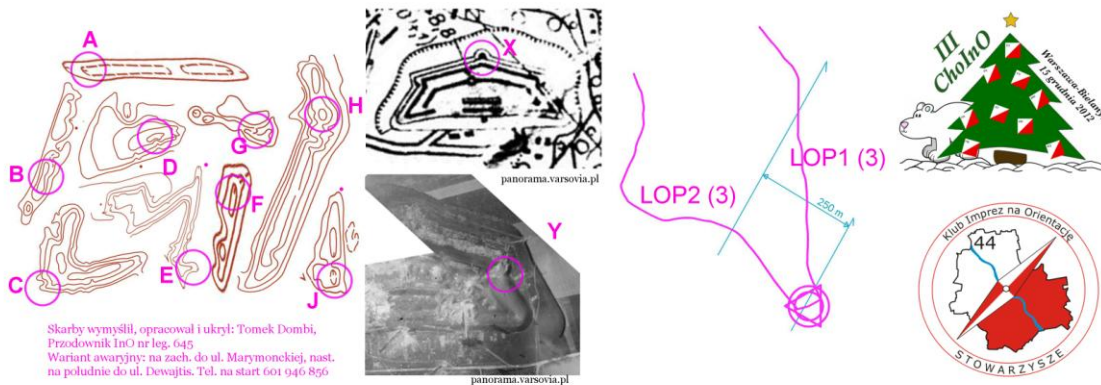 A
B
C
D
E
F
G
H
J
Skarby wymyślił, opracował i ukrył: Tomek Dombi,
Przodownik InO nr leg. 645
Wariant awaryjny: na zach. do ul. Marymonckiej, nast.
na południe do ul. Dewajtis. Tel. na start 601 946 856
X
panorama.varsovia.pl
Y
panorama.varsovia.pl
LOP1 (3)
LOP2 (3)
250 m
III
ChoInO
Warszawa-Bielany
15 grudnia 2012
Klub Imprez na Orientację
44
STOWARZYSZE